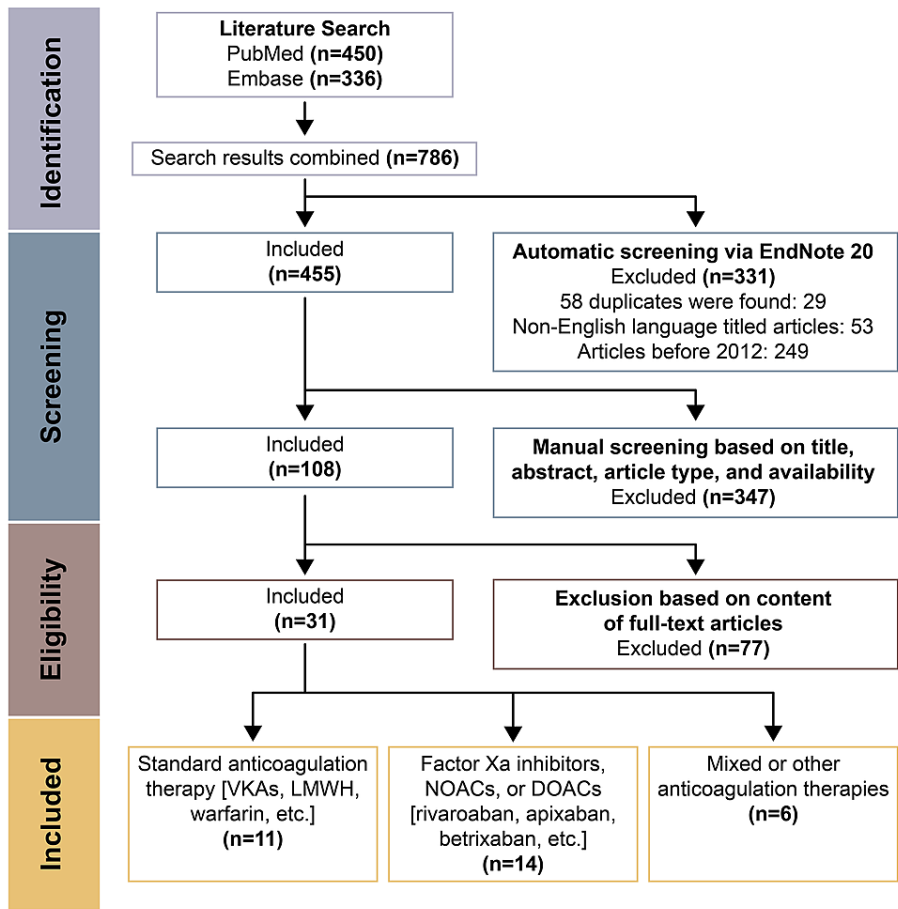 Identification
Literature Search
PubMed (n=450)
Embase (n=336)
Search results combined (n=786)
Screening
Included
(n=455)
Automatic screening via EndNote 20
Excluded (n=331)
58 duplicates were found: 29
Non-English language titled articles: 53
Articles before 2012: 249
Included
(n=108)
Manual screening based on title,
abstract, article type, and availability
Excluded (n=347)
Eligibility
Included
(n=31)
Exclusion based on content
of full-text articles
Excluded (n=77)
Included
Standard anticoagulation
therapy [VKAs, LMWH,
warfarin, etc.]
(n=11)
Factor Xa inhibitors,
NOACs, or DOACs
[rivaroaban, apixaban,
betrixaban, etc.]
(n=14)
Mixed or other
anticoagulation therapies
(n=6)